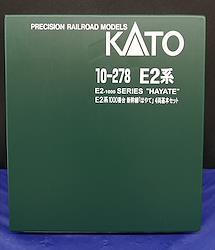 PRECISION RAILROAD MODELS
KATO
10-278 E2系
E2-1000 SERIES "HAYATE"
E2系1000番台 新幹線「はやて」4両基本セット